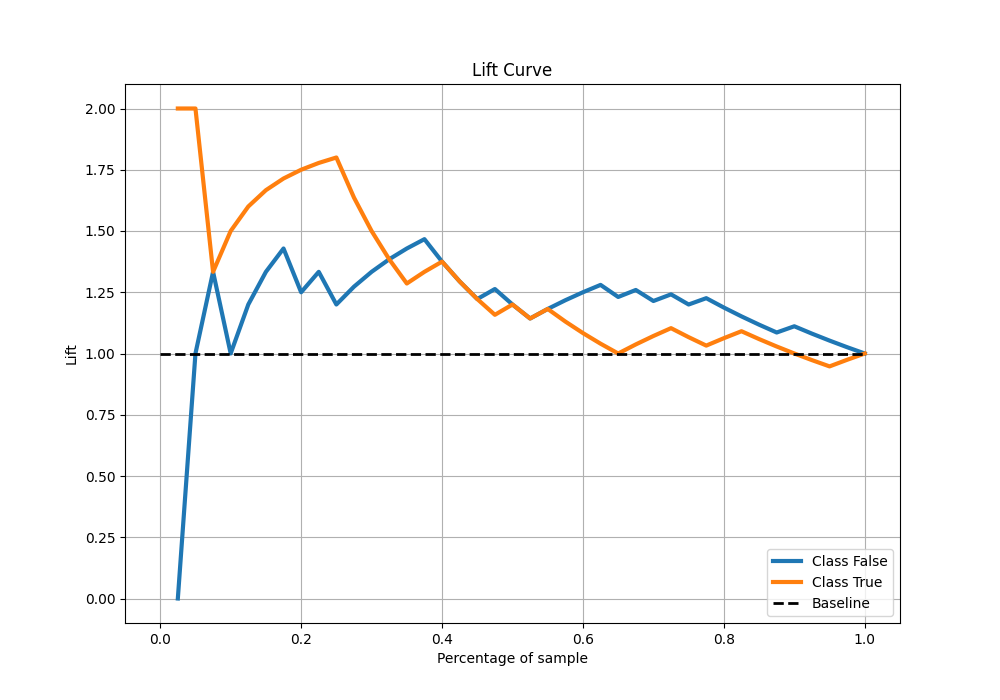 Lift Curve
2.00
1.75
1.50
1.25
1.00
0.75
0.50
0.25
0.00
Lift
0.0 0.2 0.4 0.6 0.8 1.0
Percentage of sample
Class False
Class True
Baseline